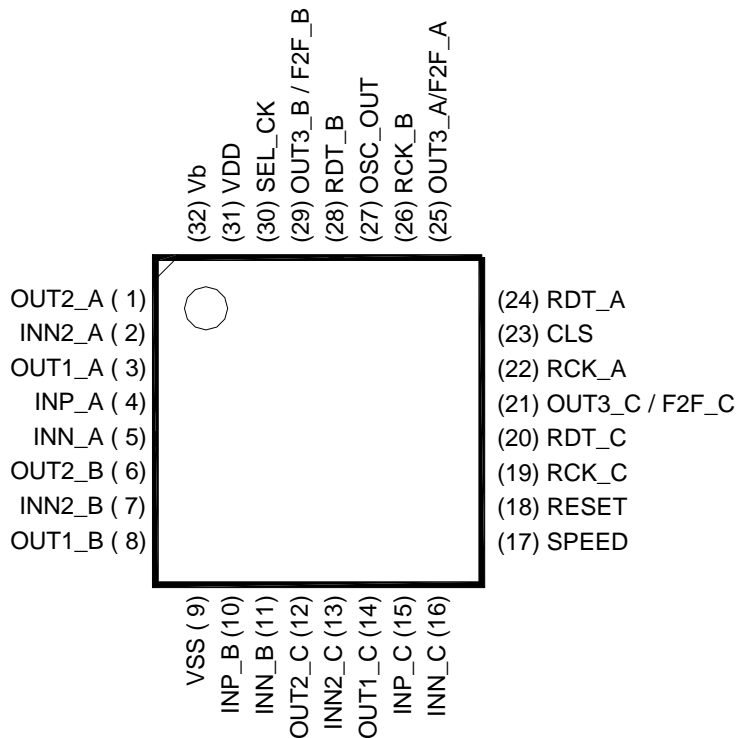 (32) Vb
(31) VDD
(30) SEL_CK
(29) OUT3_B / F2F_B
(28) RDT_B
(27) OSC_OUT
(26) RCK_B
(25) OUT3_A/F2F_A
OUT2_A ( 1)
INN2_A ( 2)
OUT1_A ( 3)
INP_A ( 4)
INN_A ( 5)
OUT2_B ( 6)
INN2_B ( 7)
OUT1_B ( 8)
(24) RDT_A
(23) CLS
(22) RCK_A
(21) OUT3_C / F2F_C
(20) RDT_C
(19) RCK_C
(18) RESET
(17) SPEED
VSS ( 9)
INP_B (10)
INN_B (11)
OUT2_C (12)
INN2_C (13)
OUT1_C (14)
INP_C (15)
INN_C (16)